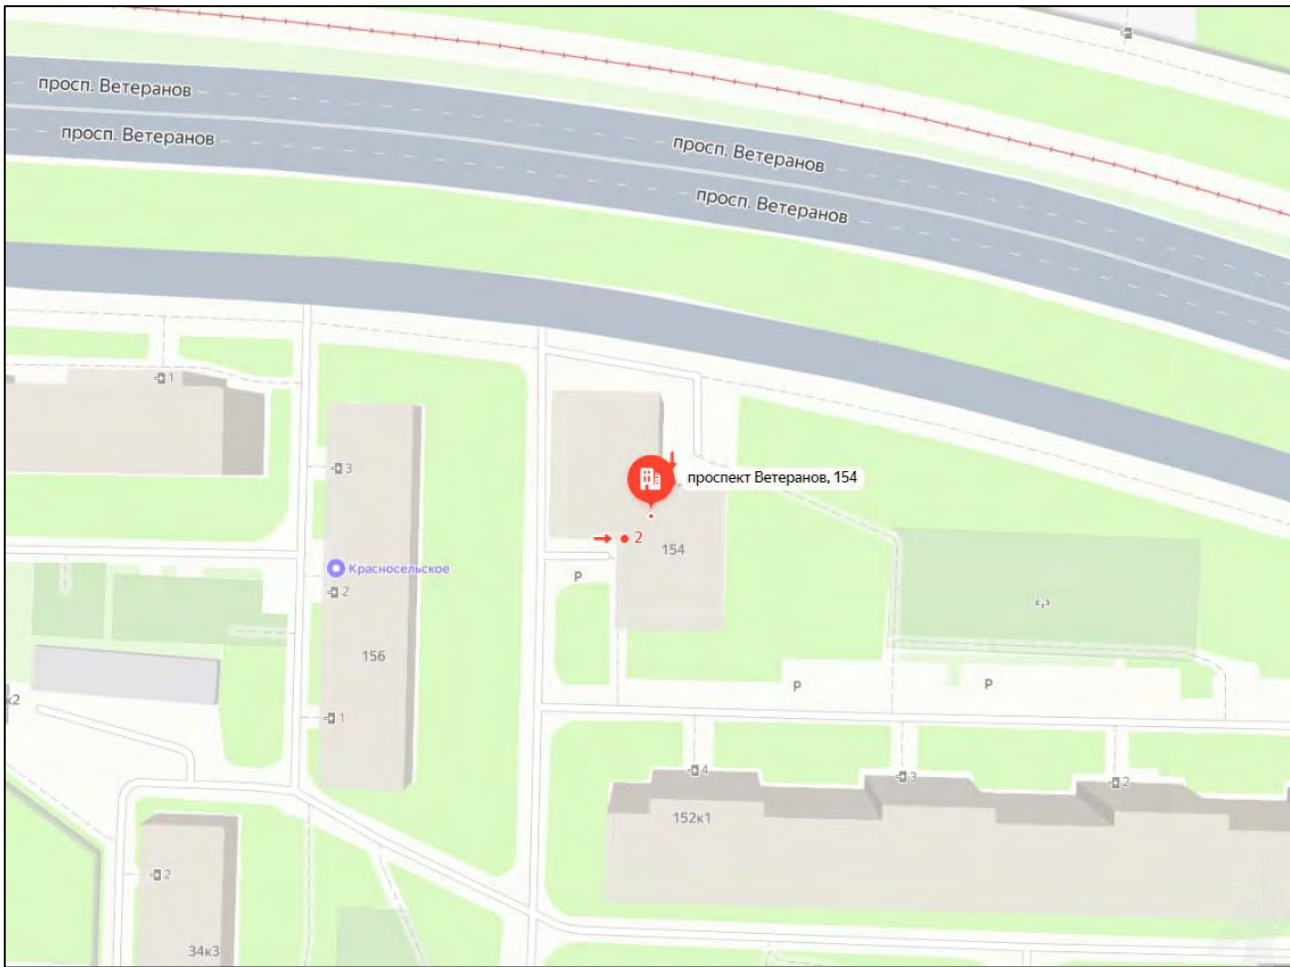 просп. Ветеранов
просп. Ветеранов
просп. Ветеранов
просп. Ветеранов
1
3
проспект Ветеранов, 154
2
154
Красносельское
2
P
156
P
P
к2
1
4
3
2
152к1
2
34к3